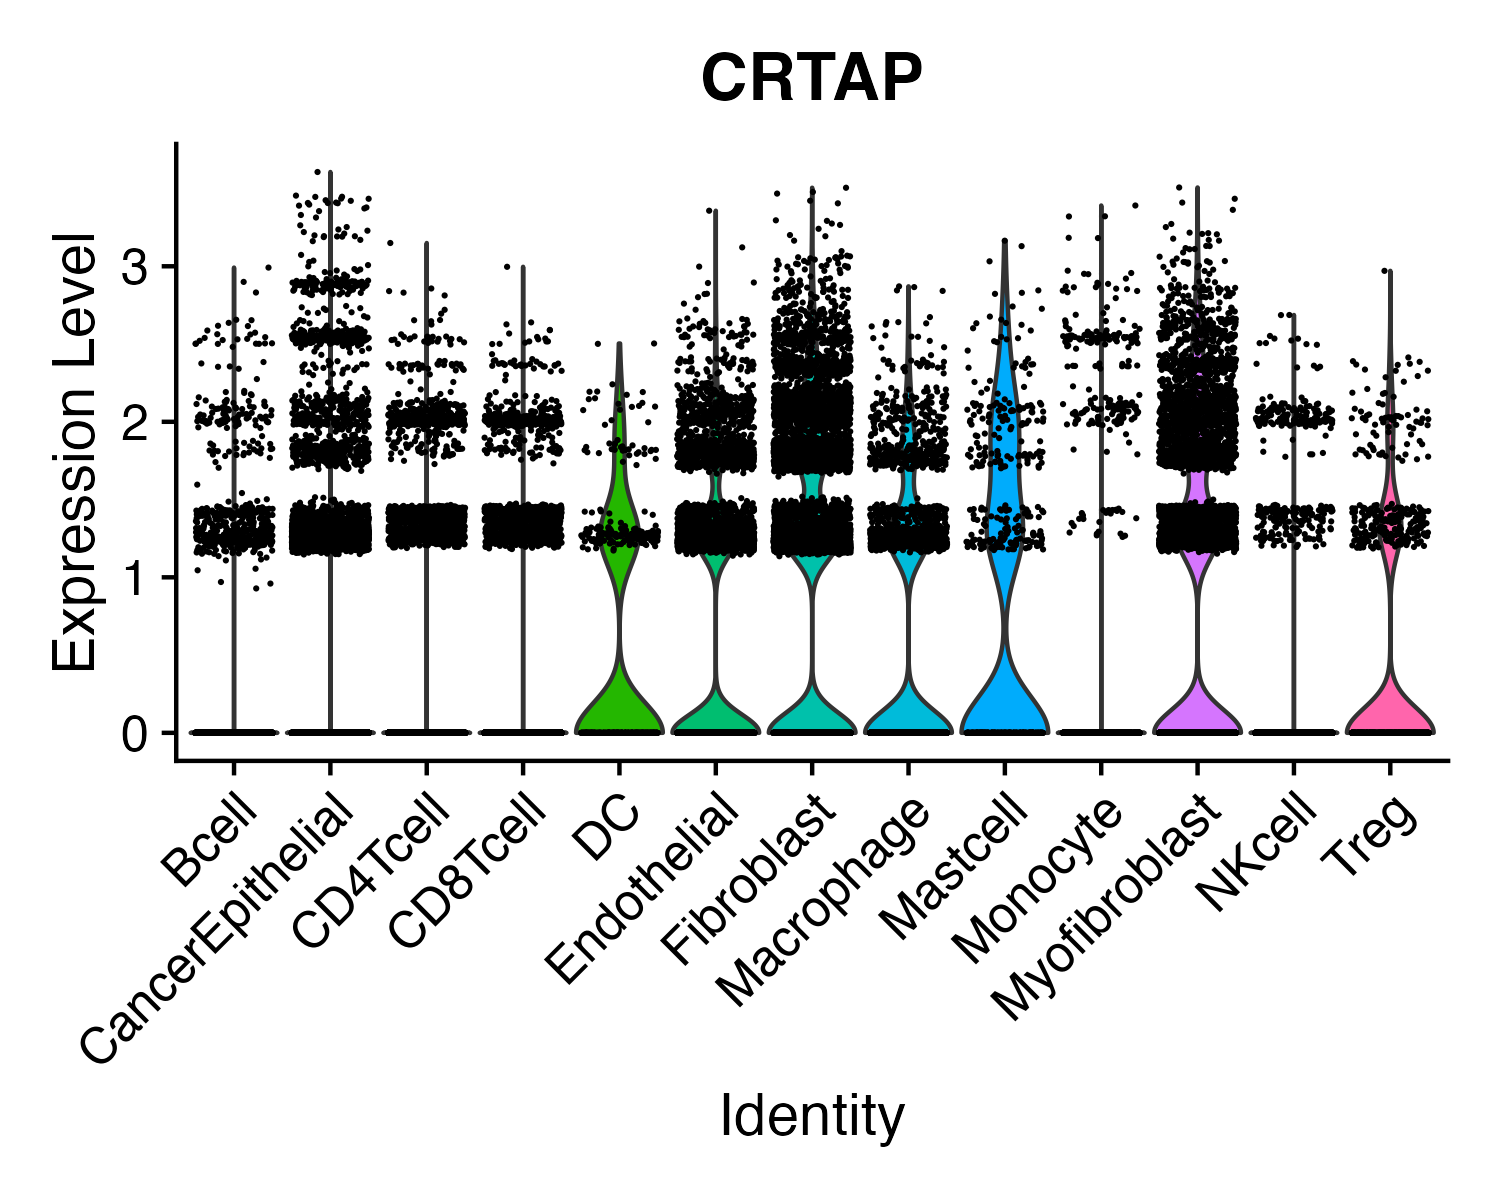 CRTAP
Expression Level
3
2
1
0
Bcell
CancerEpithelial
CD4Tcell
CD8Tcell
DC
Endothelial
Fibroblast
Macrophage
Mastcell
Monocyte
Myofibroblast
NKcell
Treg
Identity